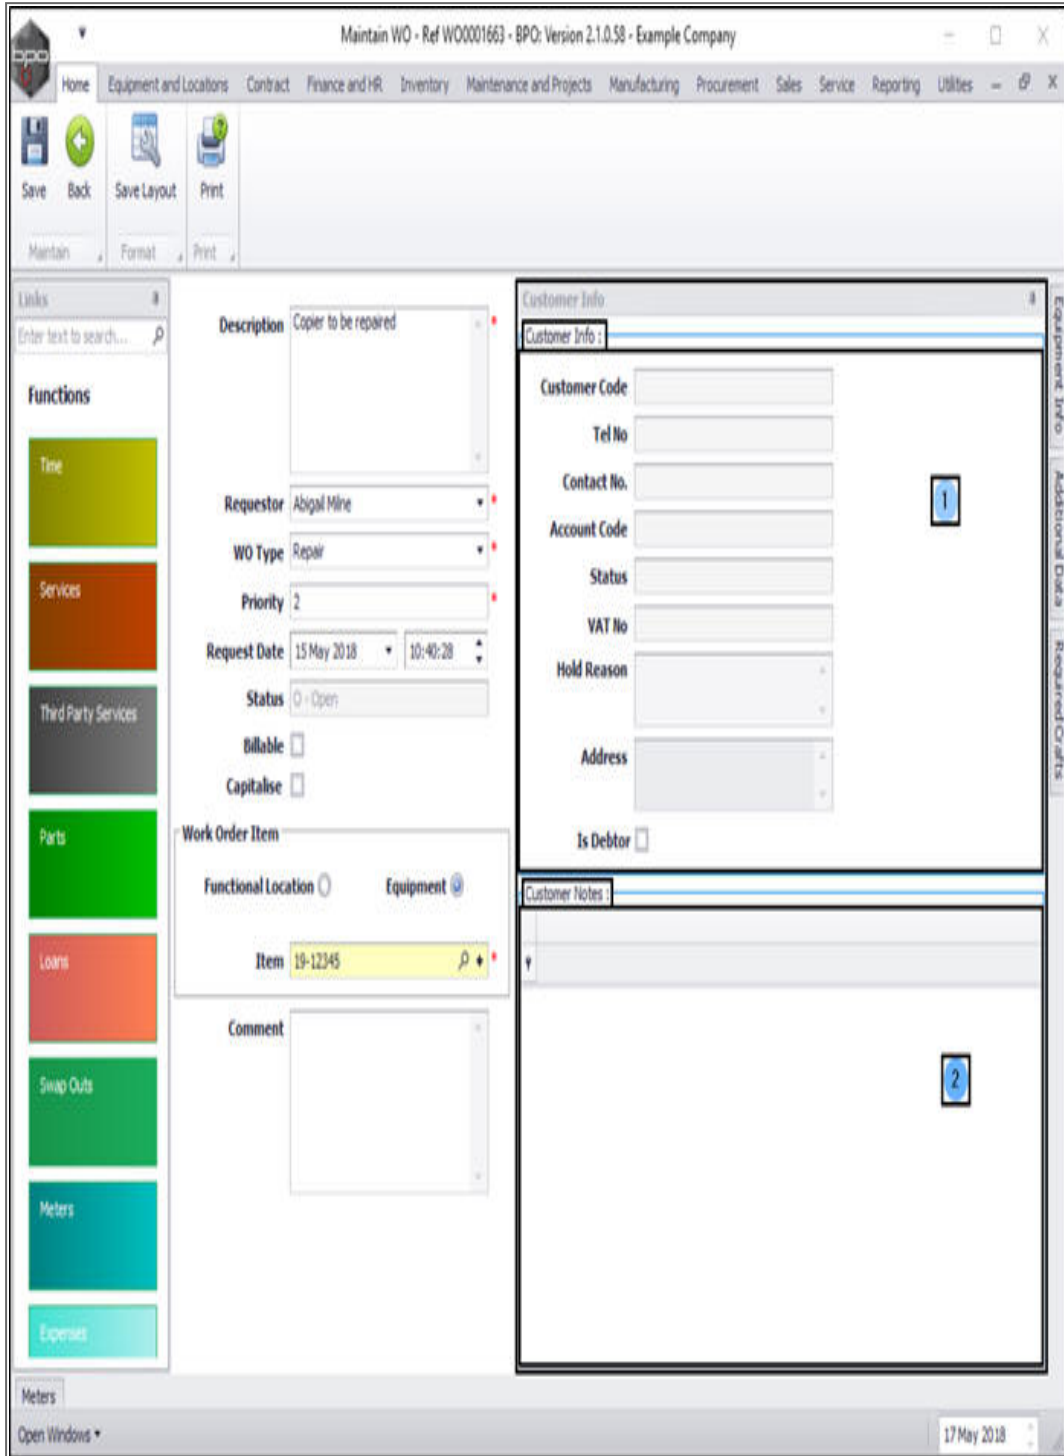 Maintain WO - Ref WO0001663 - BPO: Version 2.1.0.58 - Example Company
bpo
Home Equipment and Locations Contract Finance and HR Inventory Maintenance and Projects Manufacturing Procurement Sales Service Reporting Utilities
Save Back Save Layout Print
Maintain Format Print
Links
Enter text to search...
Functions
Time
Services
Third Party Services
Parts
Loans
Swap Outs
Meters
Expenses
Description Copier to be repaired *
Requestor Abigail Milne *
WO Type Repair *
Priority 2 *
Request Date 15 May 2018 10:40:28
Status O - Open
Billable
Capitalise
Work Order Item
Functional Location Equipment
Item 19-12345 *
Comment
Customer Info
Customer Info :
Customer Code
Tel No
Contact No.
Account Code
Status
VAT No
Hold Reason
Address
Is Debtor
1
Customer Notes :
2
Equipment Info
Additional Data
Required Crafts
Meters
Open Windows
17 May 2018